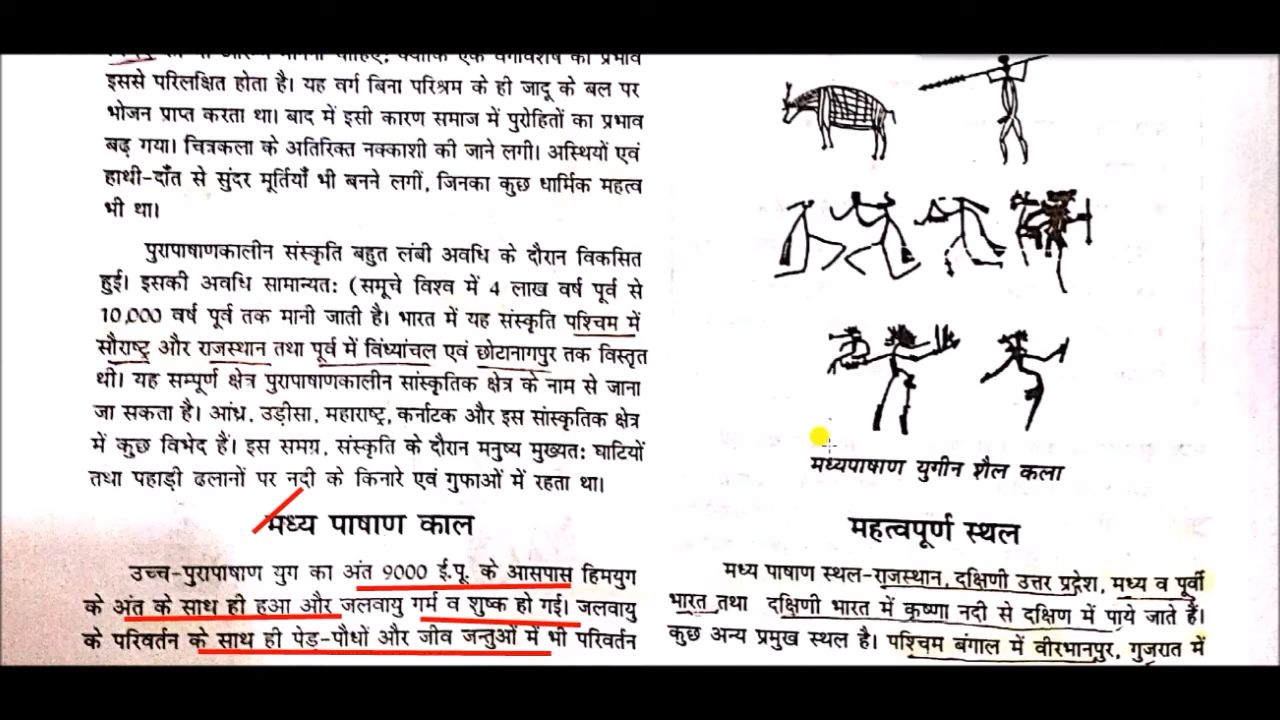 इससे परिलक्षित होता है। यह वर्ग बिना परिश्रम के ही जादू के बल पर
भोजन प्राप्त करता था। बाद में इसी कारण समाज में पुरोहितों का प्रभाव
बढ़ गया। चित्रकला के अतिरिक्त नक्काशी की जाने लगी। अस्थियों एवं
हाथी-दाँत से सुंदर मूर्तियाँ भी बनने लगीं, जिनका कुछ धार्मिक महत्व
भी था।
पुरापाषाणकालीन संस्कृति बहुत लंबी अवधि के दौरान विकसित
हुई। इसकी अवधि सामान्यतः (समूचे विश्व में 4 लाख वर्ष पूर्व से
10,000 वर्ष पूर्व तक मानी जाती है। भारत में यह संस्कृति पश्चिम में
सौराष्ट्र और राजस्थान तथा पूर्व में विंध्यांचल एवं छोटानागपुर तक विस्तृत
थी। यह सम्पूर्ण क्षेत्र पुरापाषाणकालीन सांस्कृतिक क्षेत्र के नाम से जाना
जा सकता है। आंध्र, उड़ीसा, महाराष्ट्र, कर्नाटक और इस सांस्कृतिक क्षेत्र
में कुछ विभेद हैं। इस समग्र, संस्कृति के दौरान मनुष्य मुख्यतः घाटियों
तथा पहाड़ी ढलानों पर नदी के किनारे एवं गुफाओं में रहता था।
मध्य पाषाण काल
उच्च-पुरापाषाण युग का अंत 9000 ई.पू. के आसपास हिमयुग
के अंत के साथ ही हुआ और जलवायु गर्म व शुष्क हो गई। जलवायु
के परिवर्तन के साथ ही पेड़-पौधों और जीव जन्तुओं में भी परिवर्तन
मध्यपाषाण युगीन शैल कला
महत्वपूर्ण स्थल
मध्य पाषाण स्थल-राजस्थान, दक्षिणी उत्तर प्रदेश, मध्य व पूर्वी
भारत तथा दक्षिणी भारत में कृष्णा नदी से दक्षिण में पाये जाते हैं।
कुछ अन्य प्रमुख स्थल है। पश्चिम बंगाल में वीरभानपुर, गुजरात में